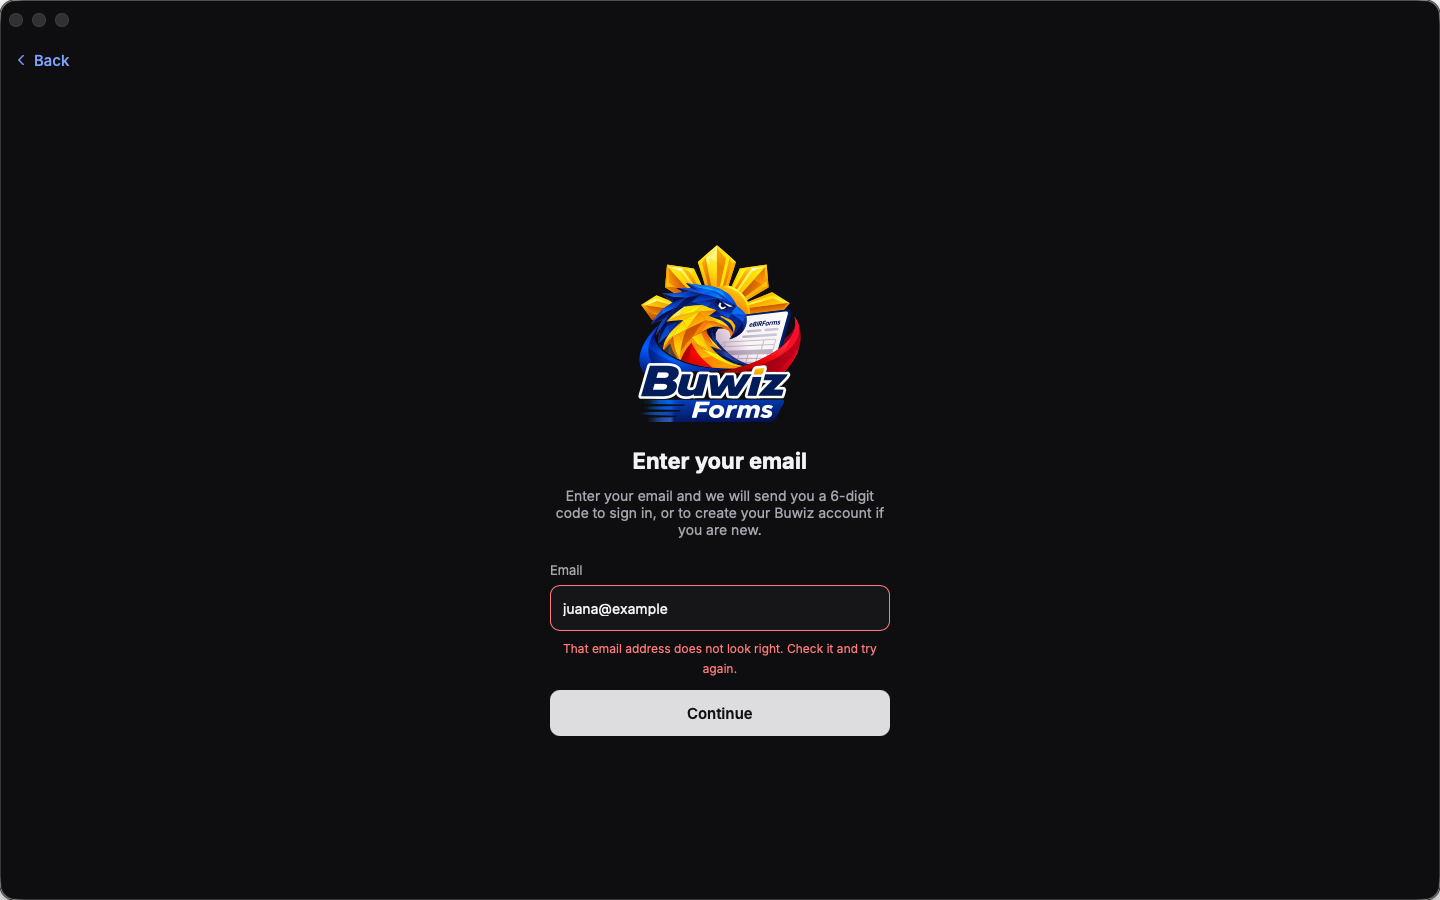 Back
eBIRForms
Buwiz
Forms
Enter your email
Enter your email and we will send you a 6-digit
code to sign in, or to create your Buwiz account if
you are new.
Email
juana@example
That email address does not look right. Check it and try
again.
Continue